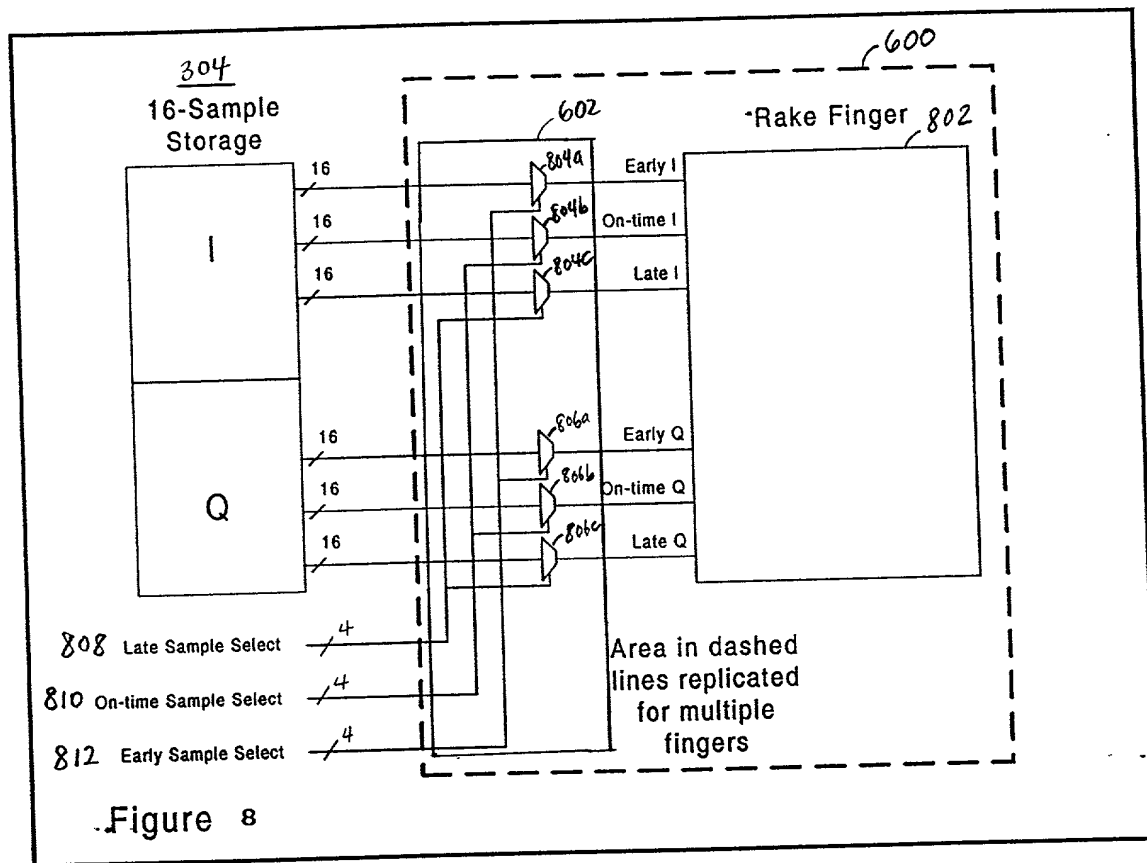 304
16-Sample
Storage
600
602
Rake Finger
802
I
16
16
16
804a
804b
804c
Early I
On-time I
Late I
Q
16
16
16
806a
806b
806c
Early Q
On-time Q
Late Q
808 Late Sample Select 4
810 On-time Sample Select 4
812 Early Sample Select 4
Area in dashed
lines replicated
for multiple
fingers
Figure 8